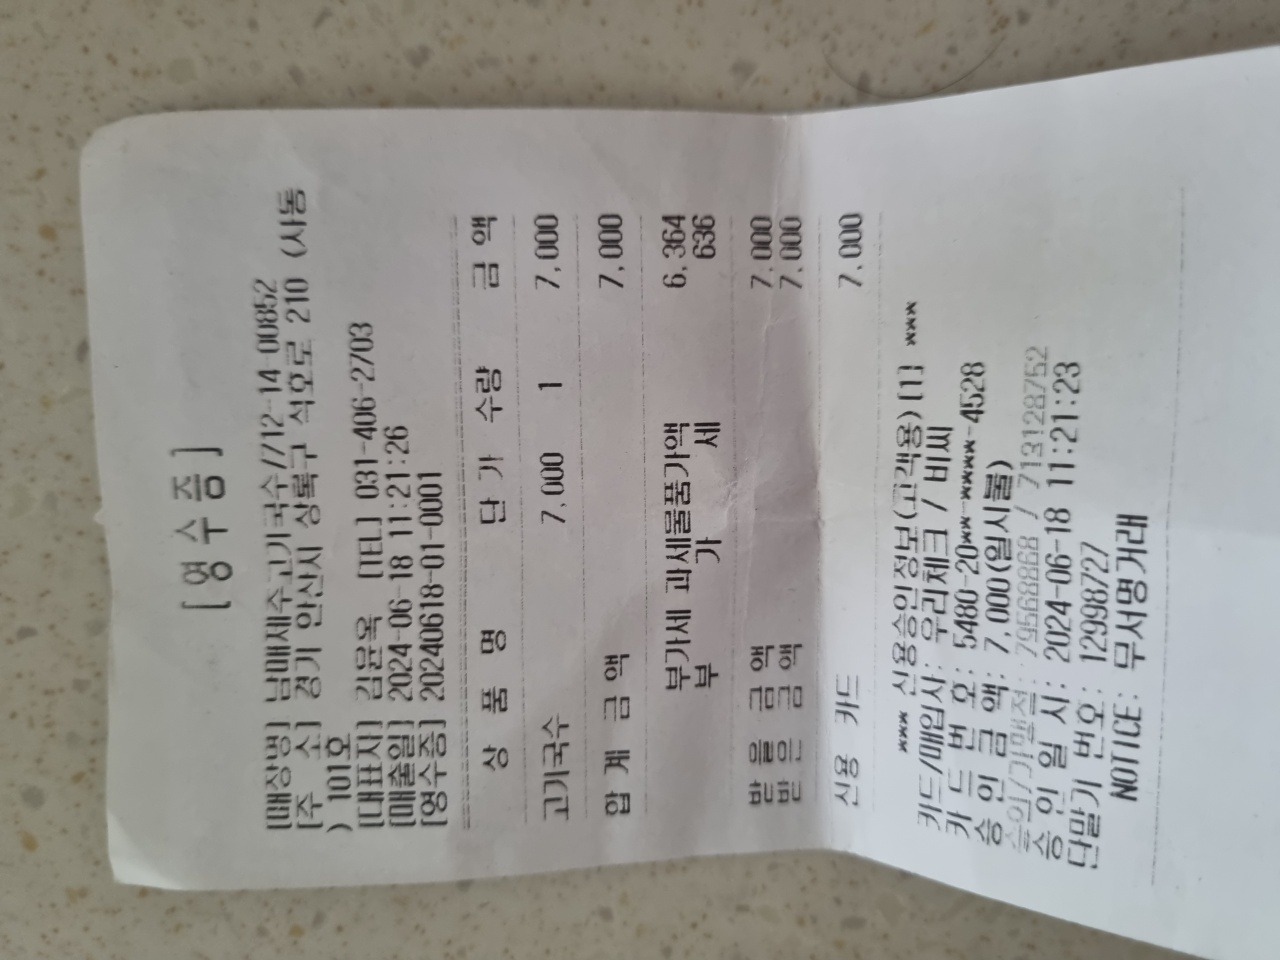 [영수증]
[매장명] 남매제주고기국수/712-14-00852
[주 소] 경기 안산시 상록구 석호로 210 (사동
) 101호
[대표자] 김윤옥 [TEL] 031-406-2703
[매출일] 2024-06-18 11:21:26
[영수증] 20240618-01-0001
상 품 명 단 가 수량 금 액
고기국수 7,000 1 7,000
합 계 금 액 7,000
부가세 과세물품가액 6,364
부 가 세 636
받을 금액 7,000
받은 금액 7,000
신용 카드 7,000
*** 신용승인정보(고객용)[1] ***
카드/매입사: 우리체크 / 비씨
카 드 번 호: 5480-20**-****-4528
승 인 금 액: 7,000(일시불)
승인/가맹점: 79568868 / 713128752
승 인 일 시: 2024-06-18 11:21:23
단말기 번호: 12998727
NOTICE: 무서명거래